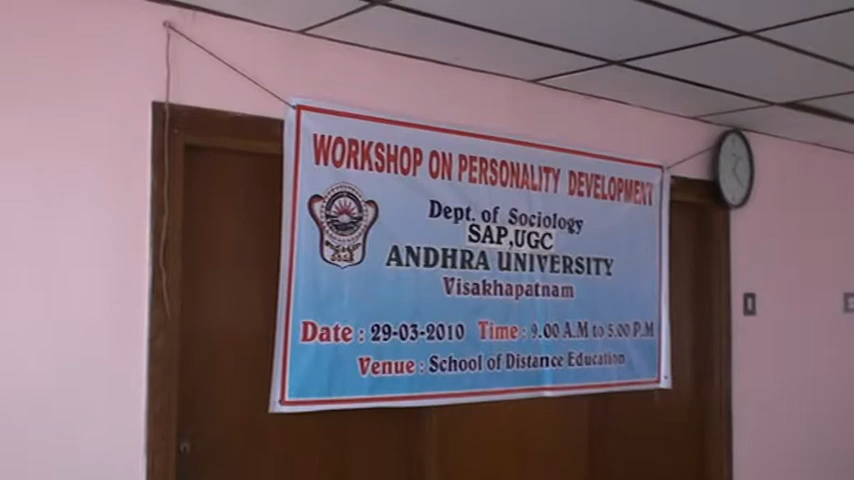 WORKSHOP ON PERSONALITY DEVELOPMENT
Dept. of Sociology
SAP,UGC
ANDHRA UNIVERSITY
Visakhapatnam
Date : 29-03-2010 Time : 9.00 A.M to 5.00 P.M
Venue : School of Distance Education